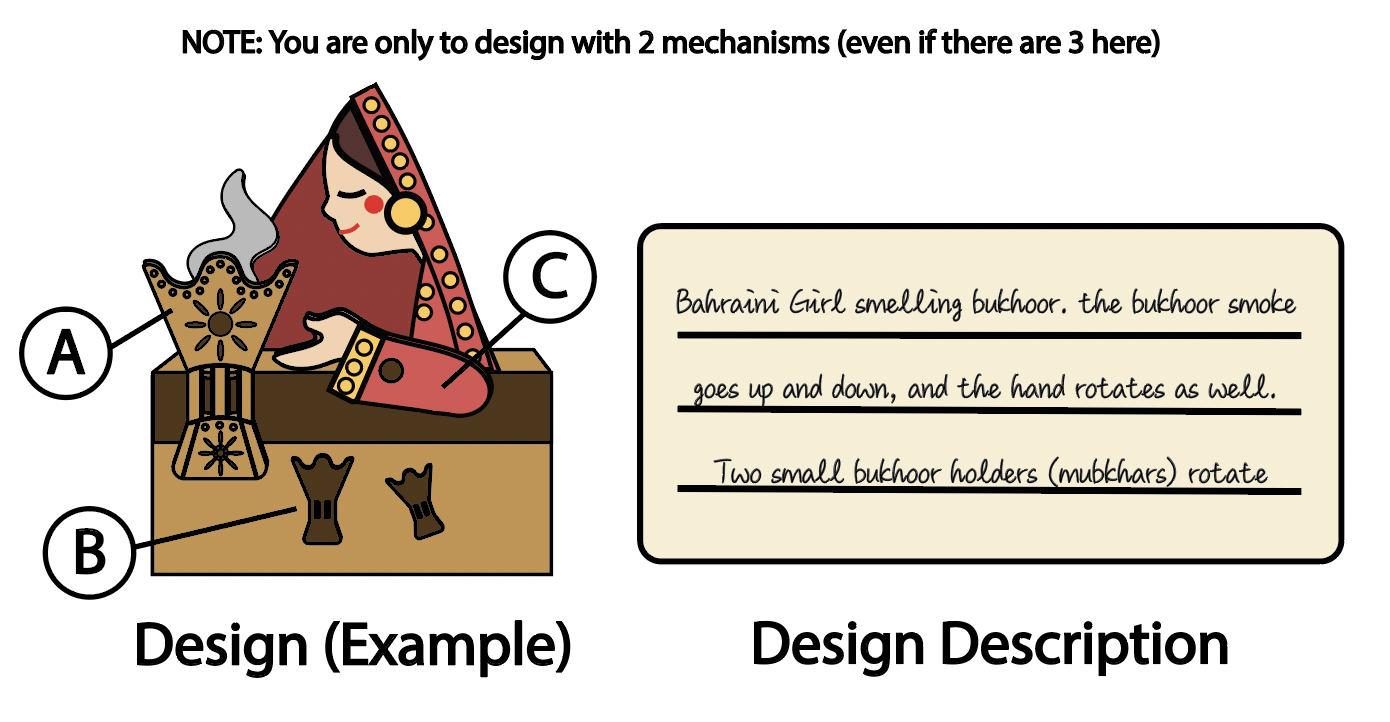 NOTE: You are only to design with 2 mechanisms (even if there are 3 here)
A
B
C
Design (Example)
Bahraini Girl smelling bukhoor. the bukhoor smoke
goes up and down, and the hand rotates as well.
Two small bukhoor holders (mubkhars) rotate
Design Description